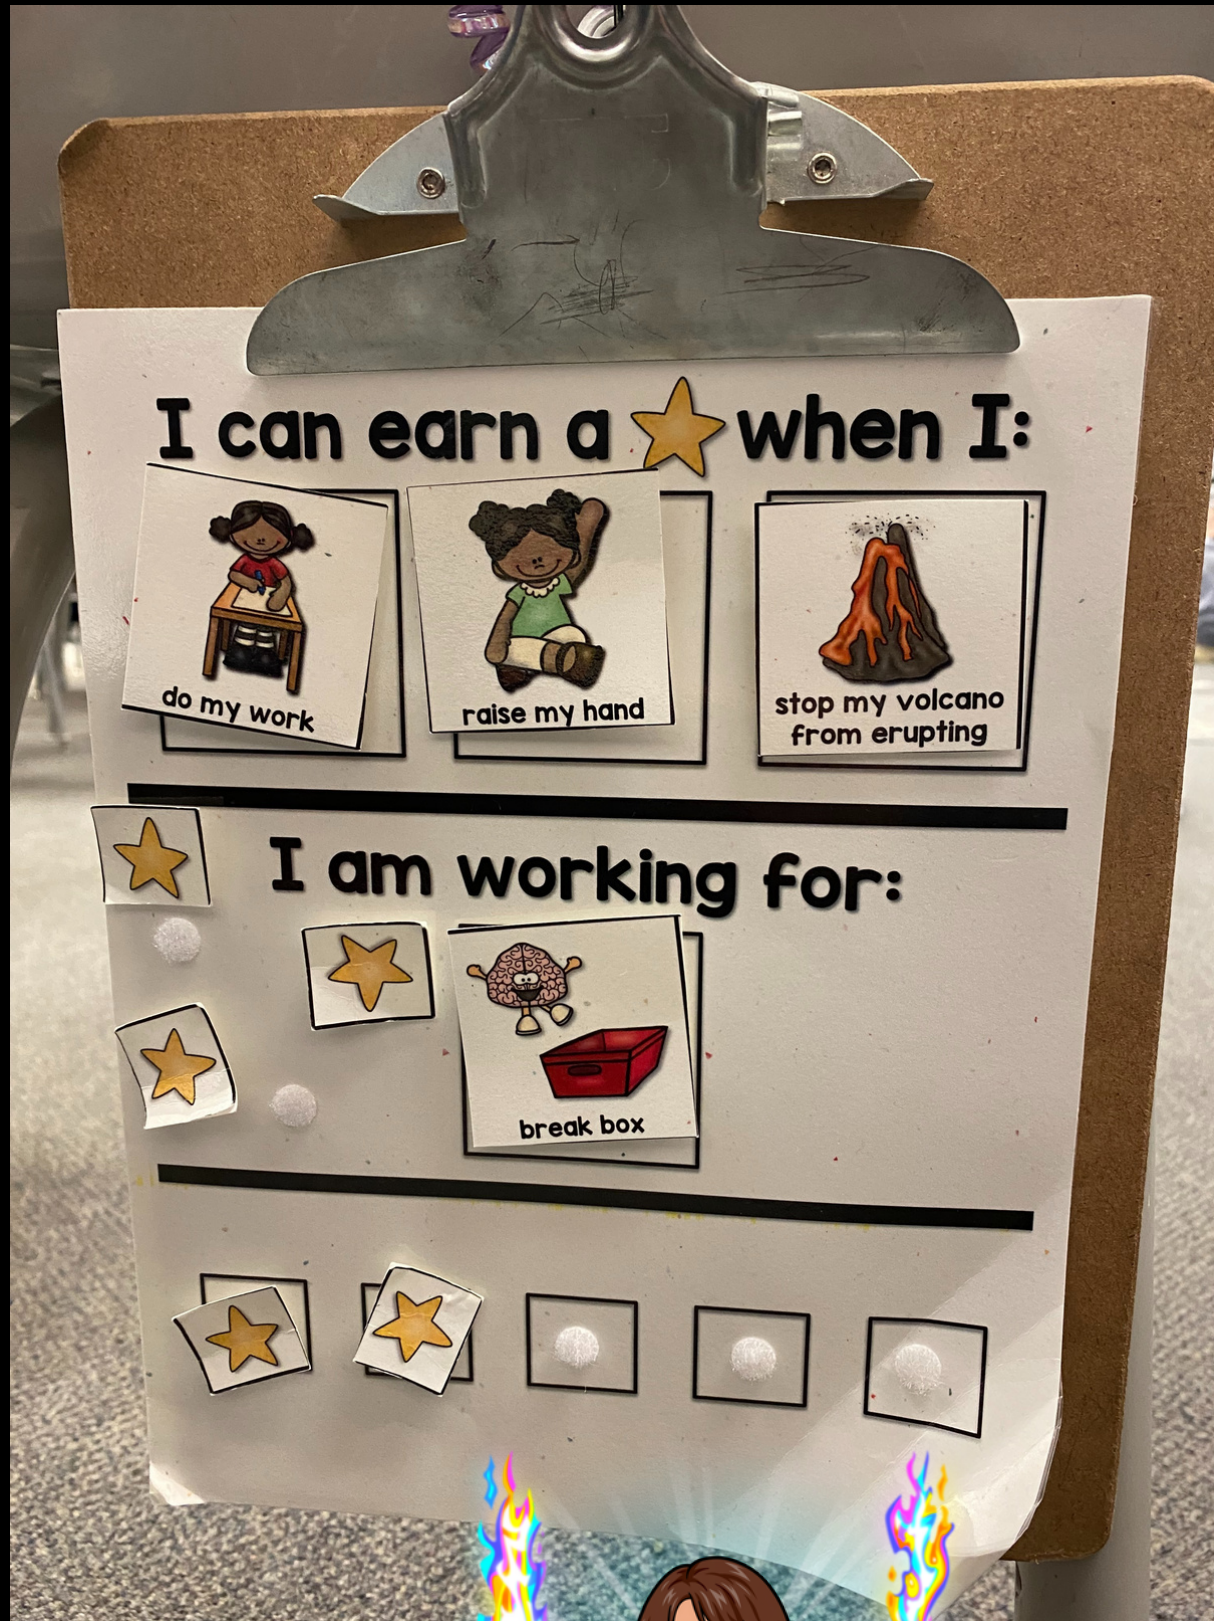 I can earn a when I:
do my work
raise my hand
stop my volcano
from erupting
I am working for:
break box